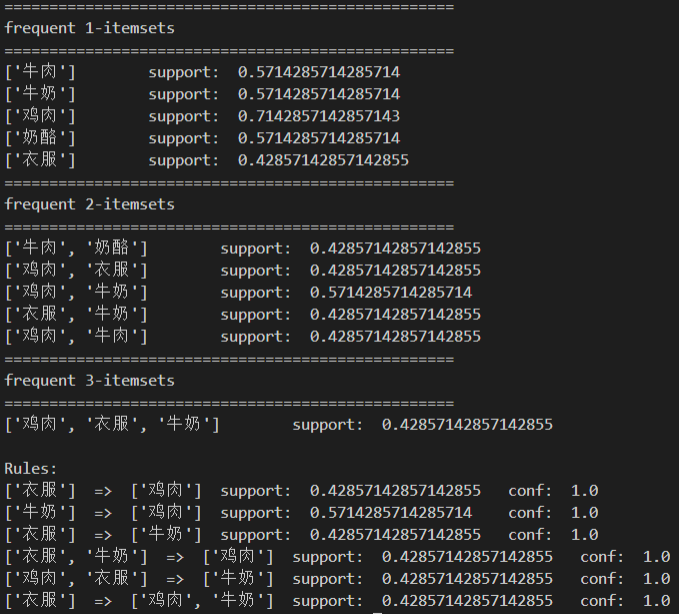 ==================================================
frequent 1-itemsets
==================================================
['牛肉']        support:  0.5714285714285714
['牛奶']        support:  0.5714285714285714
['鸡肉']        support:  0.7142857142857143
['奶酪']        support:  0.5714285714285714
['衣服']        support:  0.42857142857142855
==================================================
frequent 2-itemsets
==================================================
['牛肉', '奶酪']        support:  0.42857142857142855
['鸡肉', '衣服']        support:  0.42857142857142855
['鸡肉', '牛奶']        support:  0.5714285714285714
['衣服', '牛奶']        support:  0.42857142857142855
['鸡肉', '牛肉']        support:  0.42857142857142855
==================================================
frequent 3-itemsets
==================================================
['鸡肉', '衣服', '牛奶']        support:  0.42857142857142855
Rules:
['衣服']  =>  ['鸡肉']  support:  0.42857142857142855   conf:  1.0
['牛奶']  =>  ['鸡肉']  support:  0.5714285714285714    conf:  1.0
['衣服']  =>  ['牛奶']  support:  0.42857142857142855   conf:  1.0
['衣服', '牛奶']  =>  ['鸡肉']  support:  0.42857142857142855   conf:  1.0
['鸡肉', '衣服']  =>  ['牛奶']  support:  0.42857142857142855   conf:  1.0
['衣服']  =>  ['鸡肉', '牛奶']  support:  0.42857142857142855   conf:  1.0